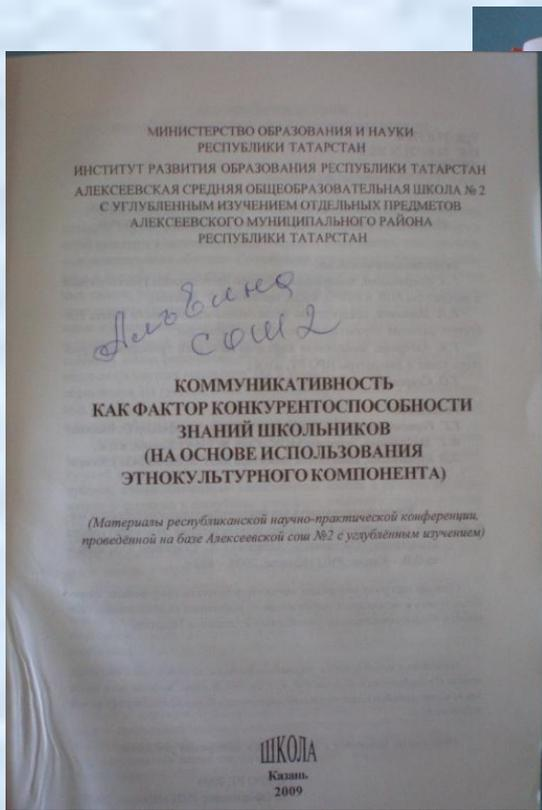 МИНИСТЕРСТВО ОБРАЗОВАНИЯ И НАУКИ
РЕСПУБЛИКИ ТАТАРСТАН
ИНСТИТУТ РАЗВИТИЯ ОБРАЗОВАНИЯ РЕСПУБЛИКИ ТАТАРСТАН
АЛЕКСЕЕВСКАЯ СРЕДНЯЯ ОБЩЕОБРАЗОВАТЕЛЬНАЯ ШКОЛА № 2
С УГЛУБЛЕННЫМ ИЗУЧЕНИЕМ ОТДЕЛЬНЫХ ПРЕДМЕТОВ
АЛЕКСЕЕВСКОГО МУНИЦИПАЛЬНОГО РАЙОНА
РЕСПУБЛИКИ ТАТАРСТАН
СОШ 2
КОММУНИКАТИВНОСТЬ
КАК ФАКТОР КОНКУРЕНТОСПОСОБНОСТИ
ЗНАНИЙ ШКОЛЬНИКОВ
(НА ОСНОВЕ ИСПОЛЬЗОВАНИЯ
ЭТНОКУЛЬТУРНОГО КОМПОНЕНТА)
(Материалы республиканской научно-практической конференции,
проведённой на базе Алексеевской сош №2 с углублённым изучением)
ШКОЛА
Казань
2009